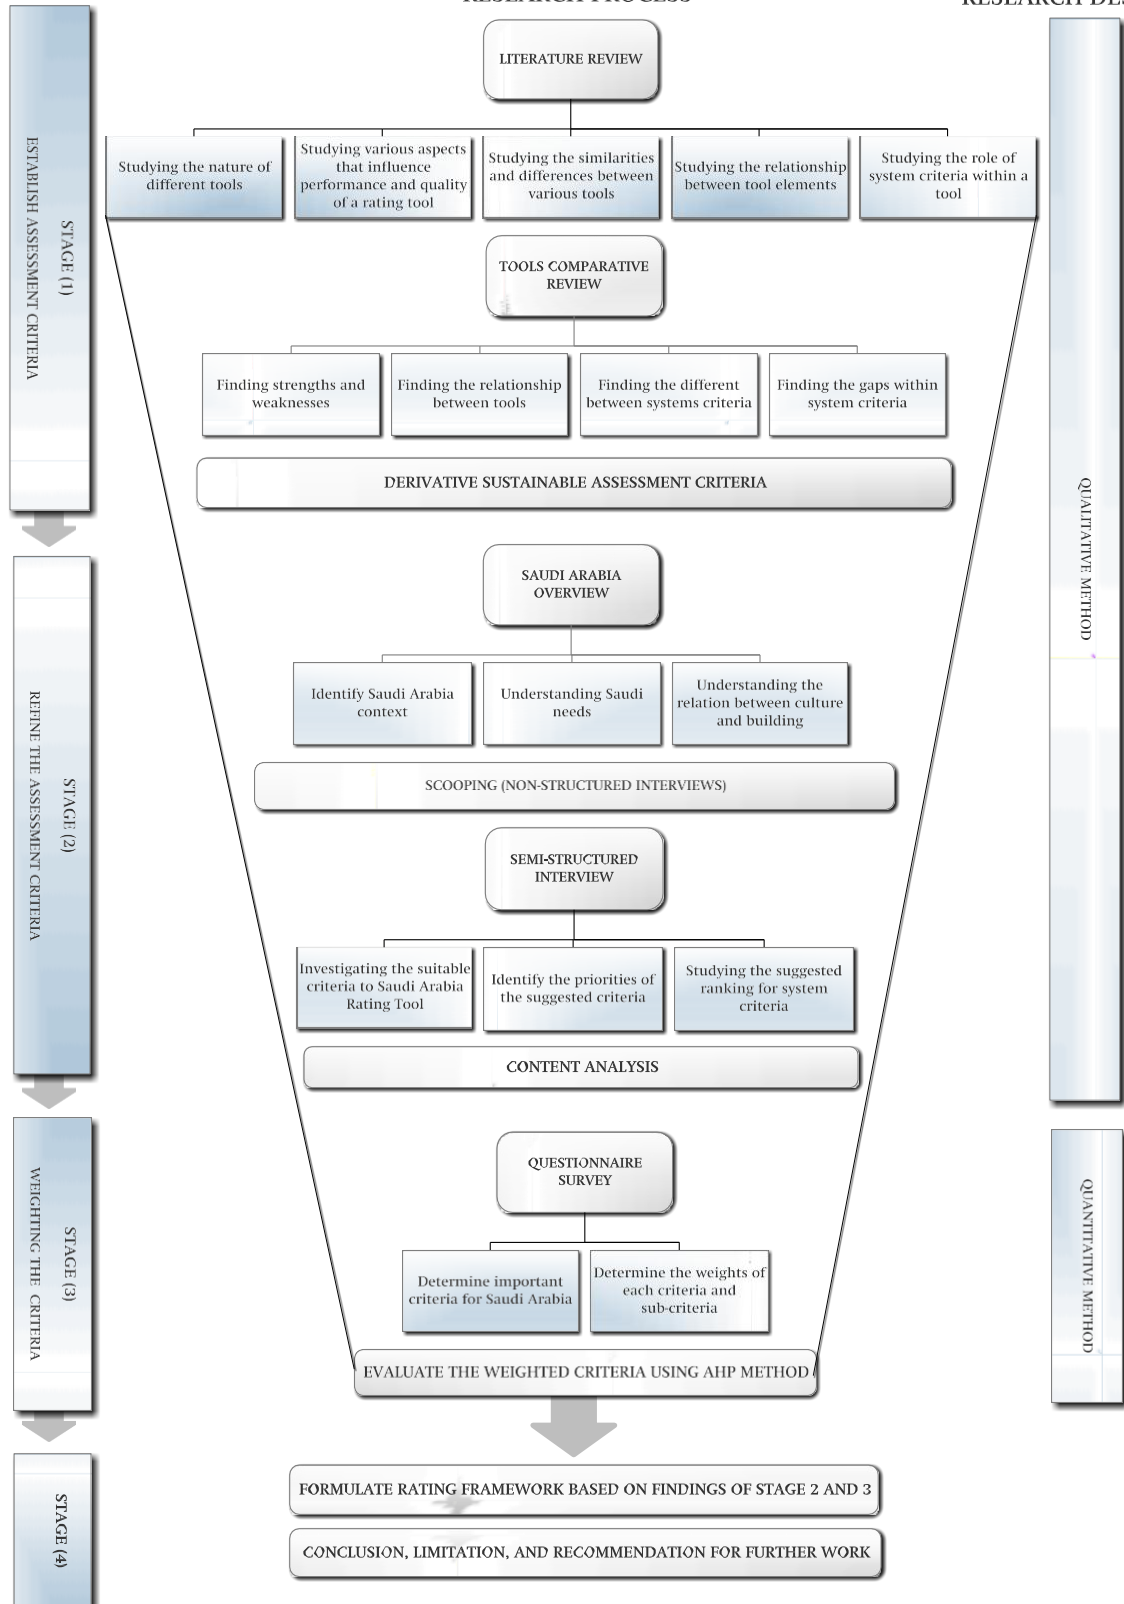 RESEARCH PROCESS
LITERATURE REVIEW
Studying the nature of
different tools
Studying various aspects
that influence
performance and quality
of a rating tool
Studying the similarities
and differences between
various tools
Studying the relationship
between tool elements
Studying the role of
system criteria within a
tool
TOOLS COMPARATIVE
REVIEW
Finding strengths and
weaknesses
Finding the relationship
between tools
Finding the different
between systems criteria
Finding the gaps within
system criteria
DERIVATIVE SUSTAINABLE ASSESSMENT CRITERIA
SAUDI ARABIA
OVERVIEW
Identify Saudi Arabia
context
Understanding Saudi
needs
Understanding the
relation between culture
and building
SCOOPING (NON-STRUCTURED INTERVIEWS)
SEMI-STRUCTURED
INTERVIEW
Investigating the suitable
criteria to Saudi Arabia
Rating Tool
Identify the priorities of
the suggested criteria
Studying the suggested
ranking for system
criteria
CONTENT ANALYSIS
QUESTIONNAIRE
SURVEY
Determine important
criteria for Saudi Arabia
Determine the weights of
each criteria and
sub-criteria
EVALUATE THE WEIGHTED CRITERIA USING AHP METHOD
FORMULATE RATING FRAMEWORK BASED ON FINDINGS OF STAGE 2 AND 3
CONCLUSION, LIMITATION, AND RECOMMENDATION FOR FURTHER WORK
STAGE (1)
ESTABLISH ASSESSMENT CRITERIA
STAGE (2)
REFINE THE ASSESSMENT CRITERIA
STAGE (3)
WEIGHTING THE CRITERIA
STAGE (4)
RESEARCH DES
QUALITATIVE METHOD
QUANTITATIVE METHOD